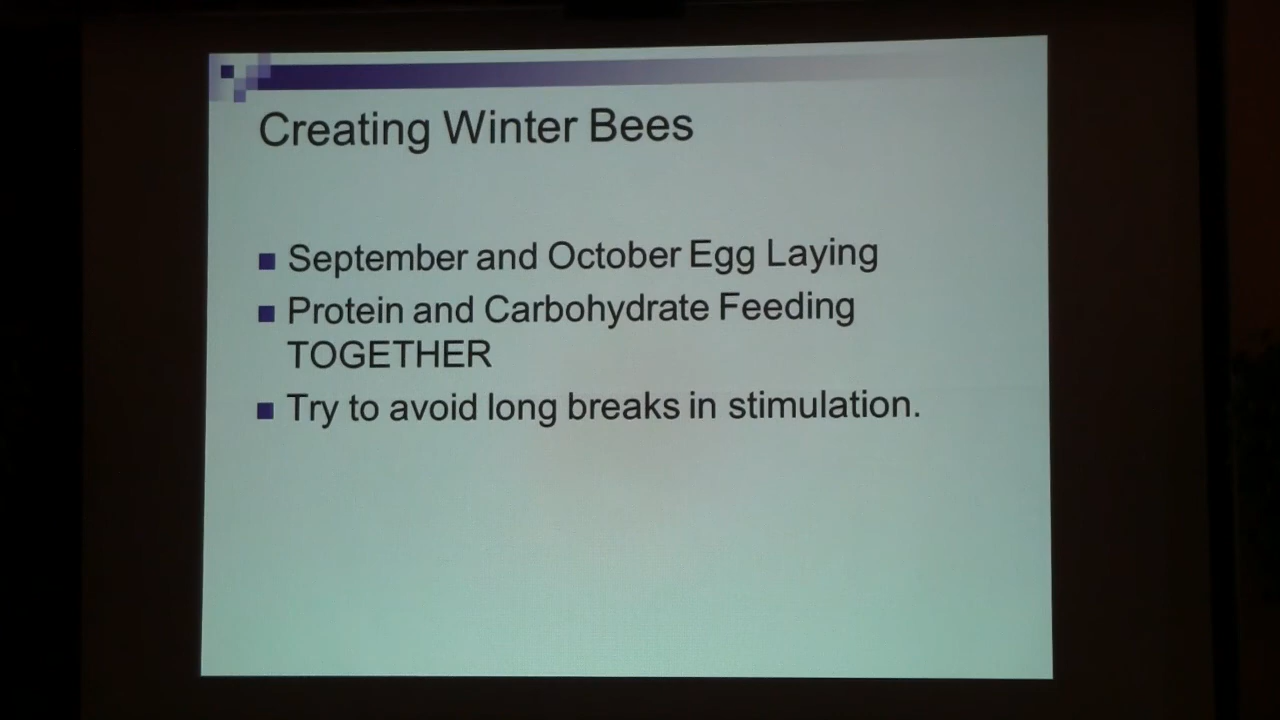 Creating Winter Bees
September and October Egg Laying
Protein and Carbohydrate Feeding
TOGETHER
Try to avoid long breaks in stimulation.